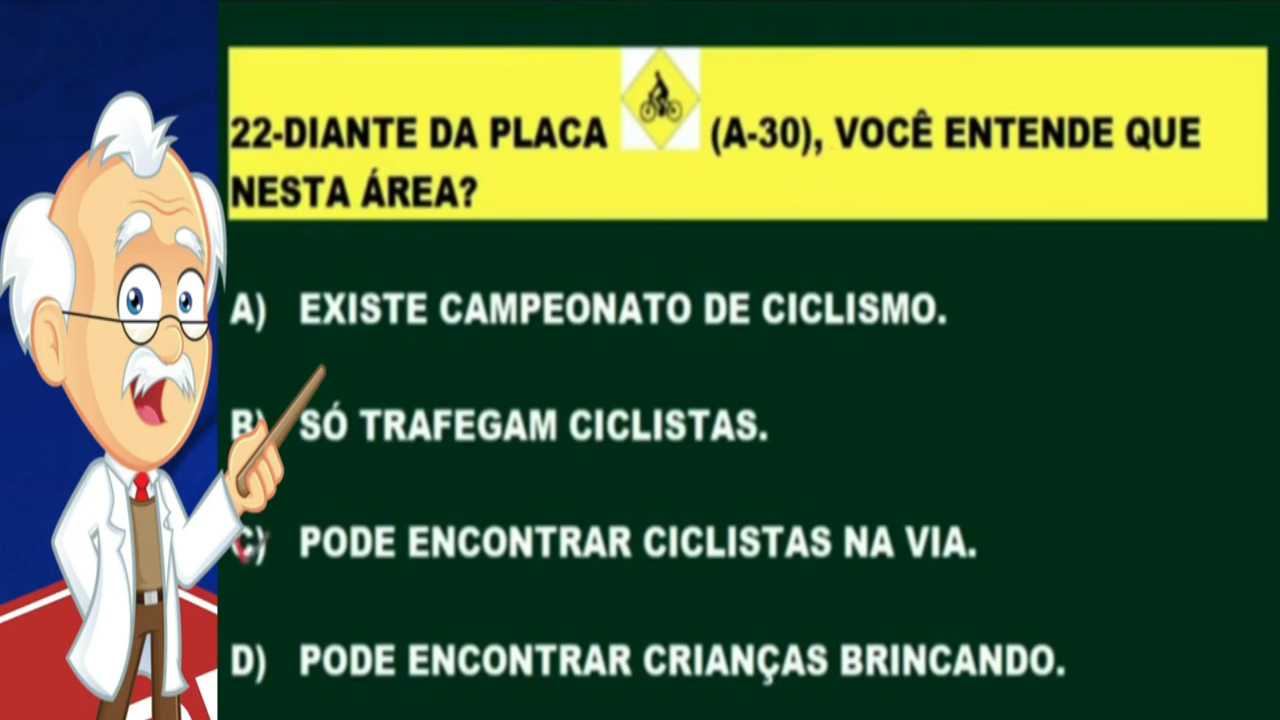 22-DIANTE DA PLACA (A-30), VOCÊ ENTENDE QUE
NESTA ÁREA?
A) EXISTE CAMPEONATO DE CICLISMO.
B) SÓ TRAFEGAM CICLISTAS.
C) PODE ENCONTRAR CICLISTAS NA VIA.
D) PODE ENCONTRAR CRIANÇAS BRINCANDO.